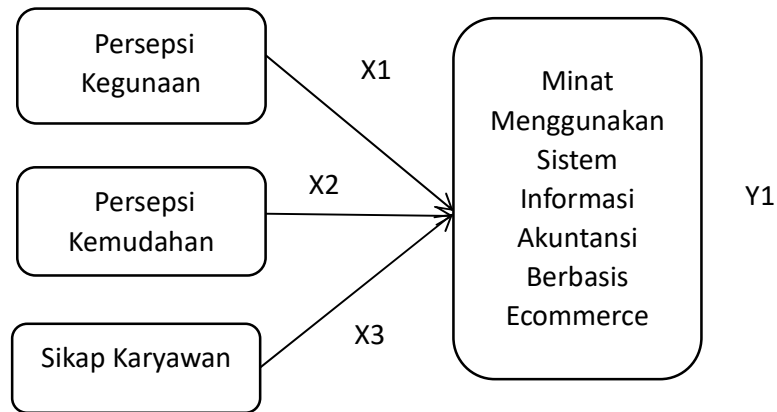 Persepsi
Kegunaan
X1
Persepsi
Kemudahan
X2
Sikap Karyawan
X3
Minat
Menggunakan
Sistem
Informasi
Akuntansi
Berbasis
Ecommerce
Y1